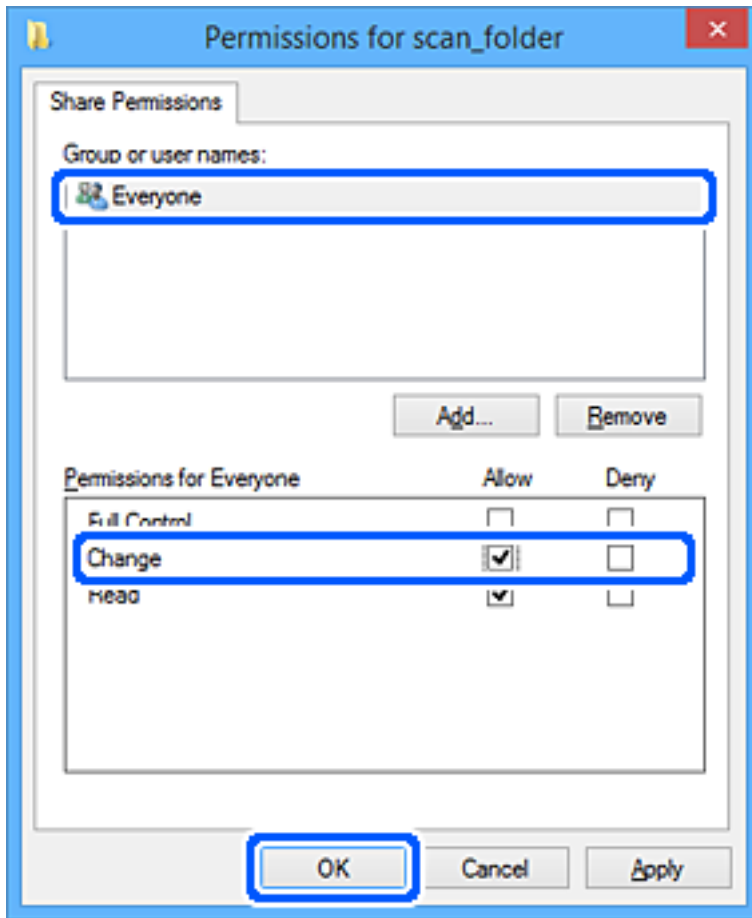 Permissions for scan_folder
Share Permissions
Group or user names:
Everyone
Add... Remove
Permissions for Everyone Allow Deny
Full Control
Change
Read
OK Cancel Apply